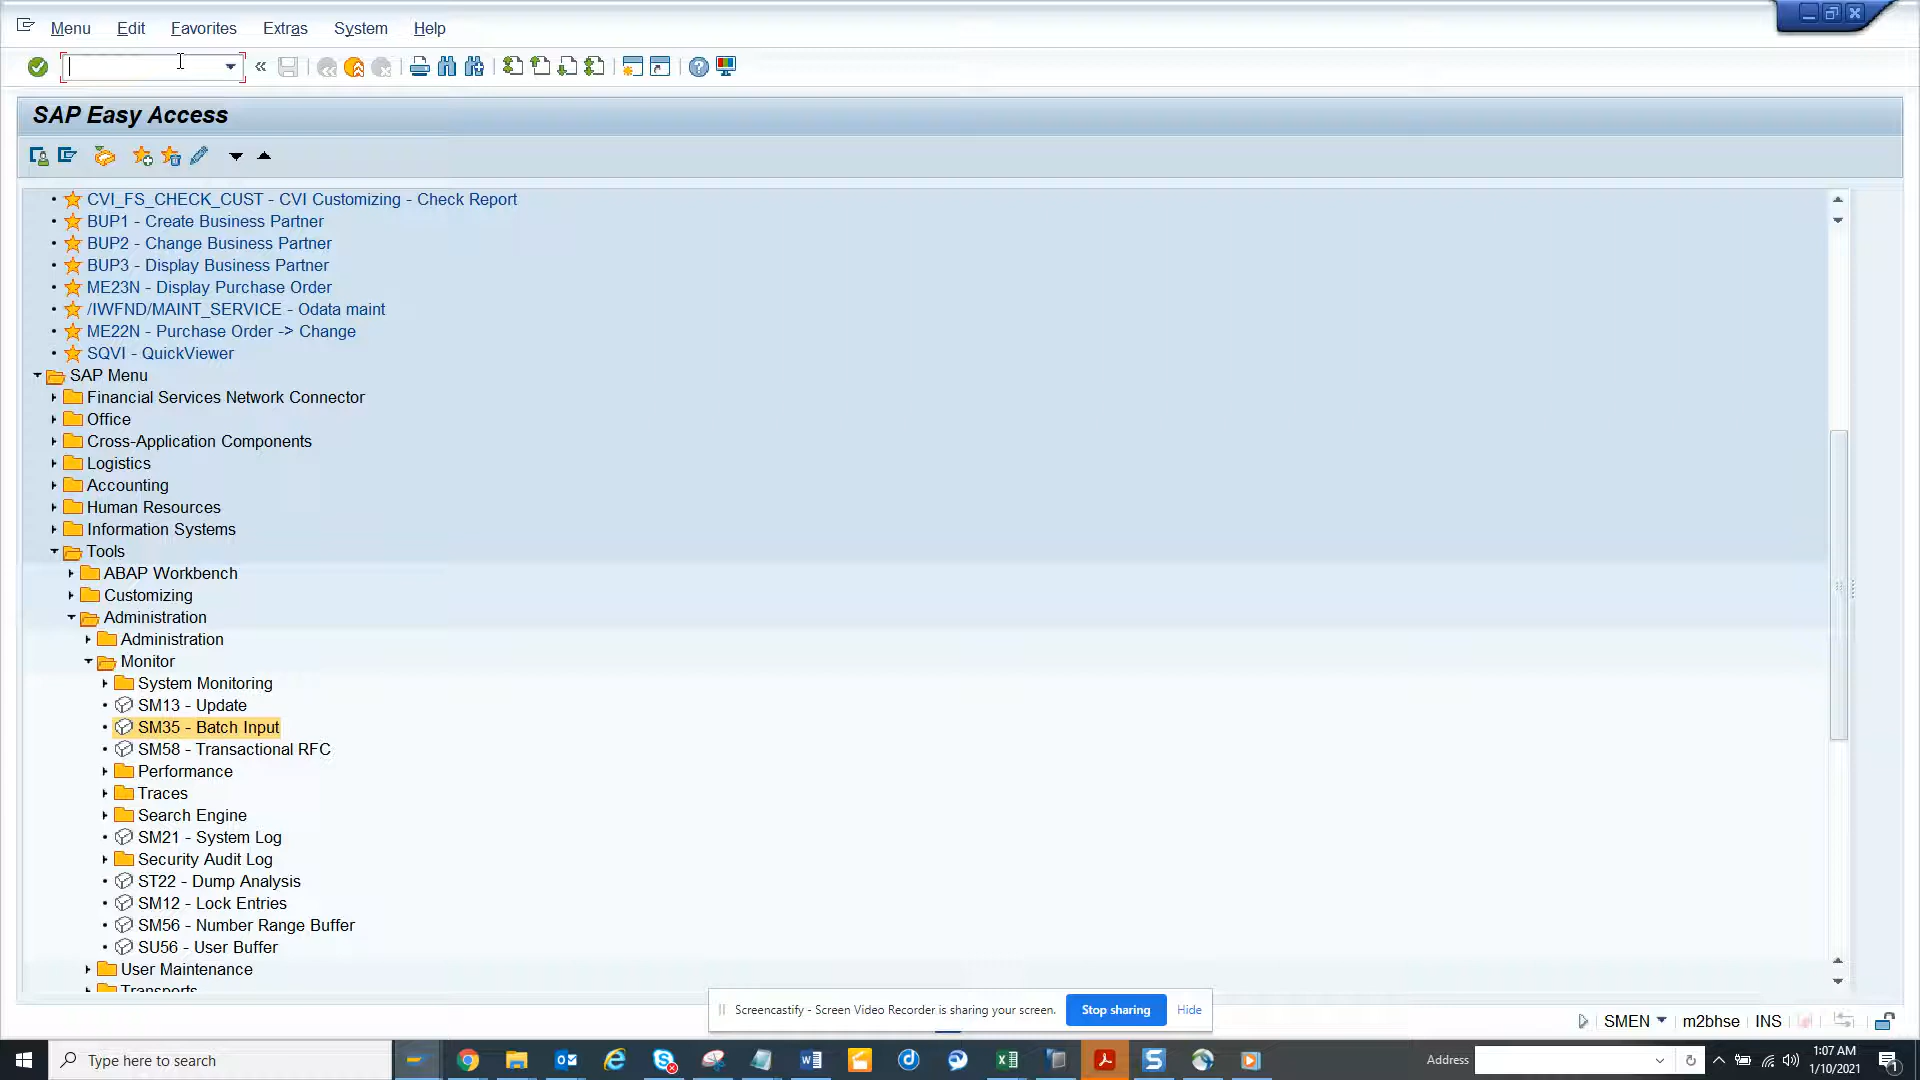 Menu Edit Favorites Extras System Help
SAP Easy Access
CVI_FS_CHECK_CUST - CVI Customizing - Check Report
BUP1 - Create Business Partner
BUP2 - Change Business Partner
BUP3 - Display Business Partner
ME23N - Display Purchase Order
/IWFND/MAINT_SERVICE - Odata maint
ME22N - Purchase Order -> Change
SQVI - QuickViewer
SAP Menu
Financial Services Network Connector
Office
Cross-Application Components
Logistics
Accounting
Human Resources
Information Systems
Tools
ABAP Workbench
Customizing
Administration
Administration
Monitor
System Monitoring
SM13 - Update
SM35 - Batch Input
SM58 - Transactional RFC
Performance
Traces
Search Engine
SM21 - System Log
Security Audit Log
ST22 - Dump Analysis
SM12 - Lock Entries
SM56 - Number Range Buffer
SU56 - User Buffer
User Maintenance
Transports
Screencastify - Screen Video Recorder is sharing your screen. Stop sharing Hide
SMEN m2bhse INS
Type here to search
Address
1:07 AM
1/10/2021